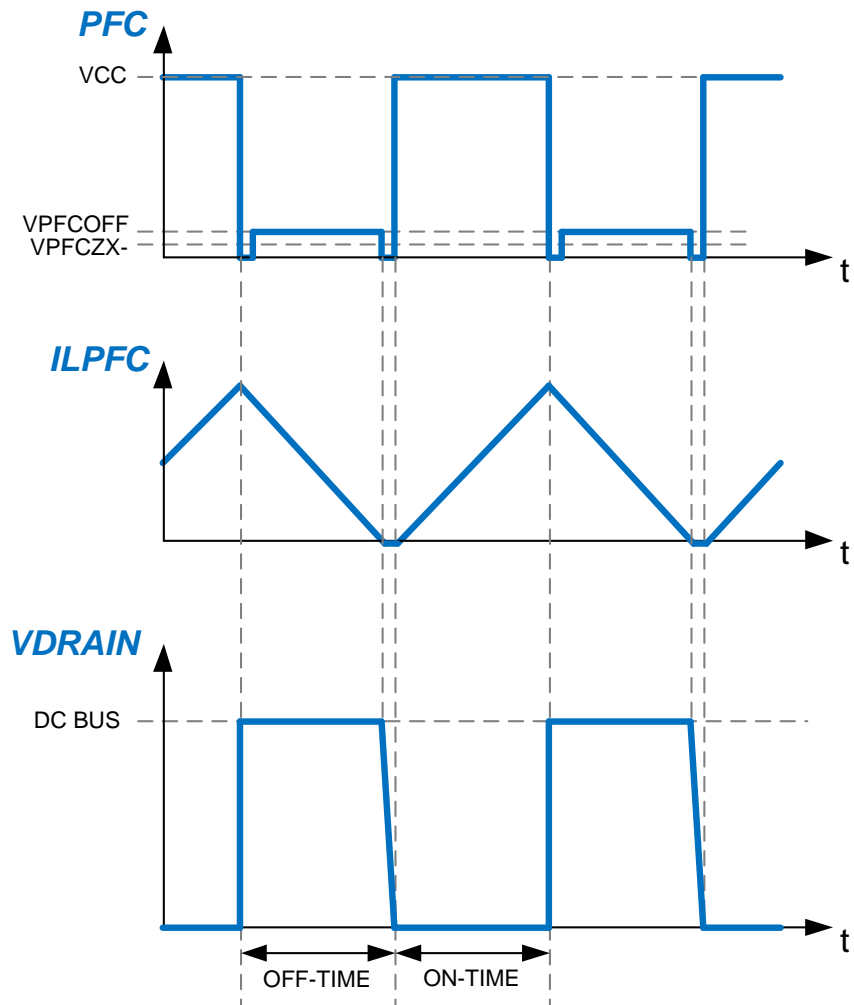 PFC
VCC
VPFCOFF
VPFCZX-
t
ILPFC
t
VDRAIN
DC BUS
t
OFF-TIME
ON-TIME